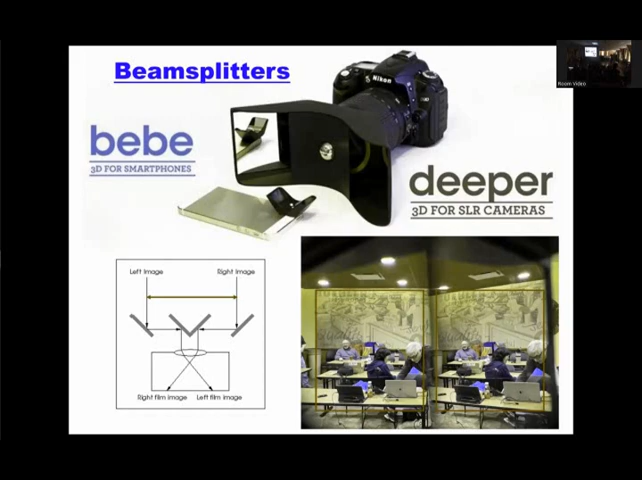 Beamsplitters
Room Video
Nikon
bebe
3D FOR SMARTPHONES
deeper
3D FOR SLR CAMERAS
Left Image
Right Image
Right film image
Left film image